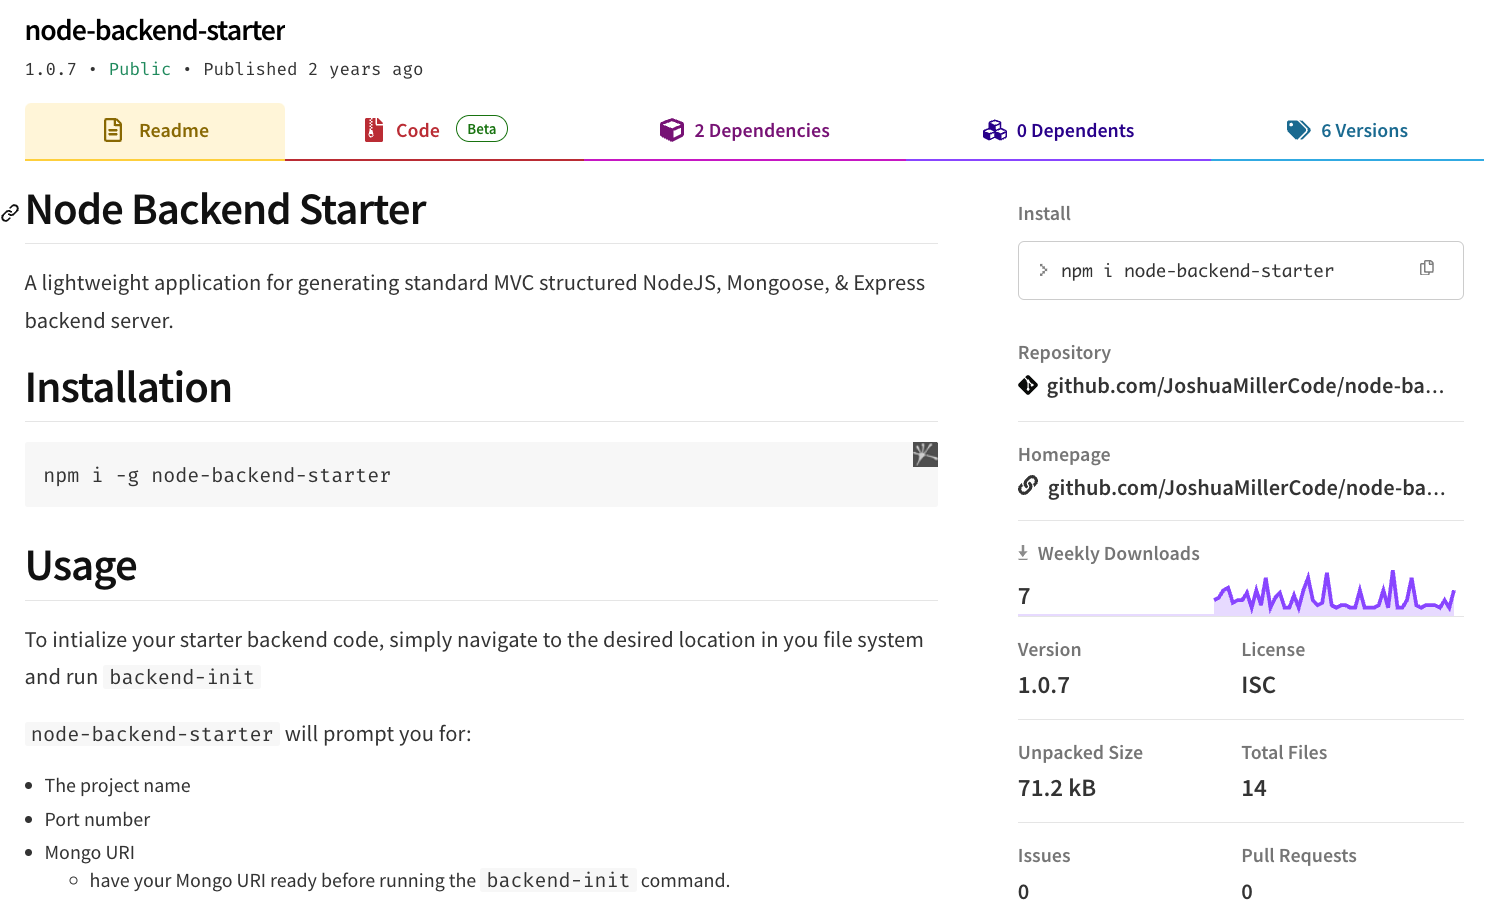 node-backend-starter
1.0.7 • Public • Published 2 years ago
Readme
Code Beta
2 Dependencies
0 Dependents
6 Versions
Node Backend Starter
A lightweight application for generating standard MVC structured NodeJS, Mongoose, & Express
backend server.
Installation
npm i -g node-backend-starter
Usage
To intialize your starter backend code, simply navigate to the desired location in you file system
and run backend-init
node-backend-starter will prompt you for:
• The project name
• Port number
• Mongo URI
◦ have your Mongo URI ready before running the backend-init command.
Install
> npm i node-backend-starter
Repository
github.com/JoshuaMillerCode/node-ba...
Homepage
github.com/JoshuaMillerCode/node-ba...
Weekly Downloads
7
Version License
1.0.7 ISC
Unpacked Size Total Files
71.2 kB 14
Issues Pull Requests
0 0